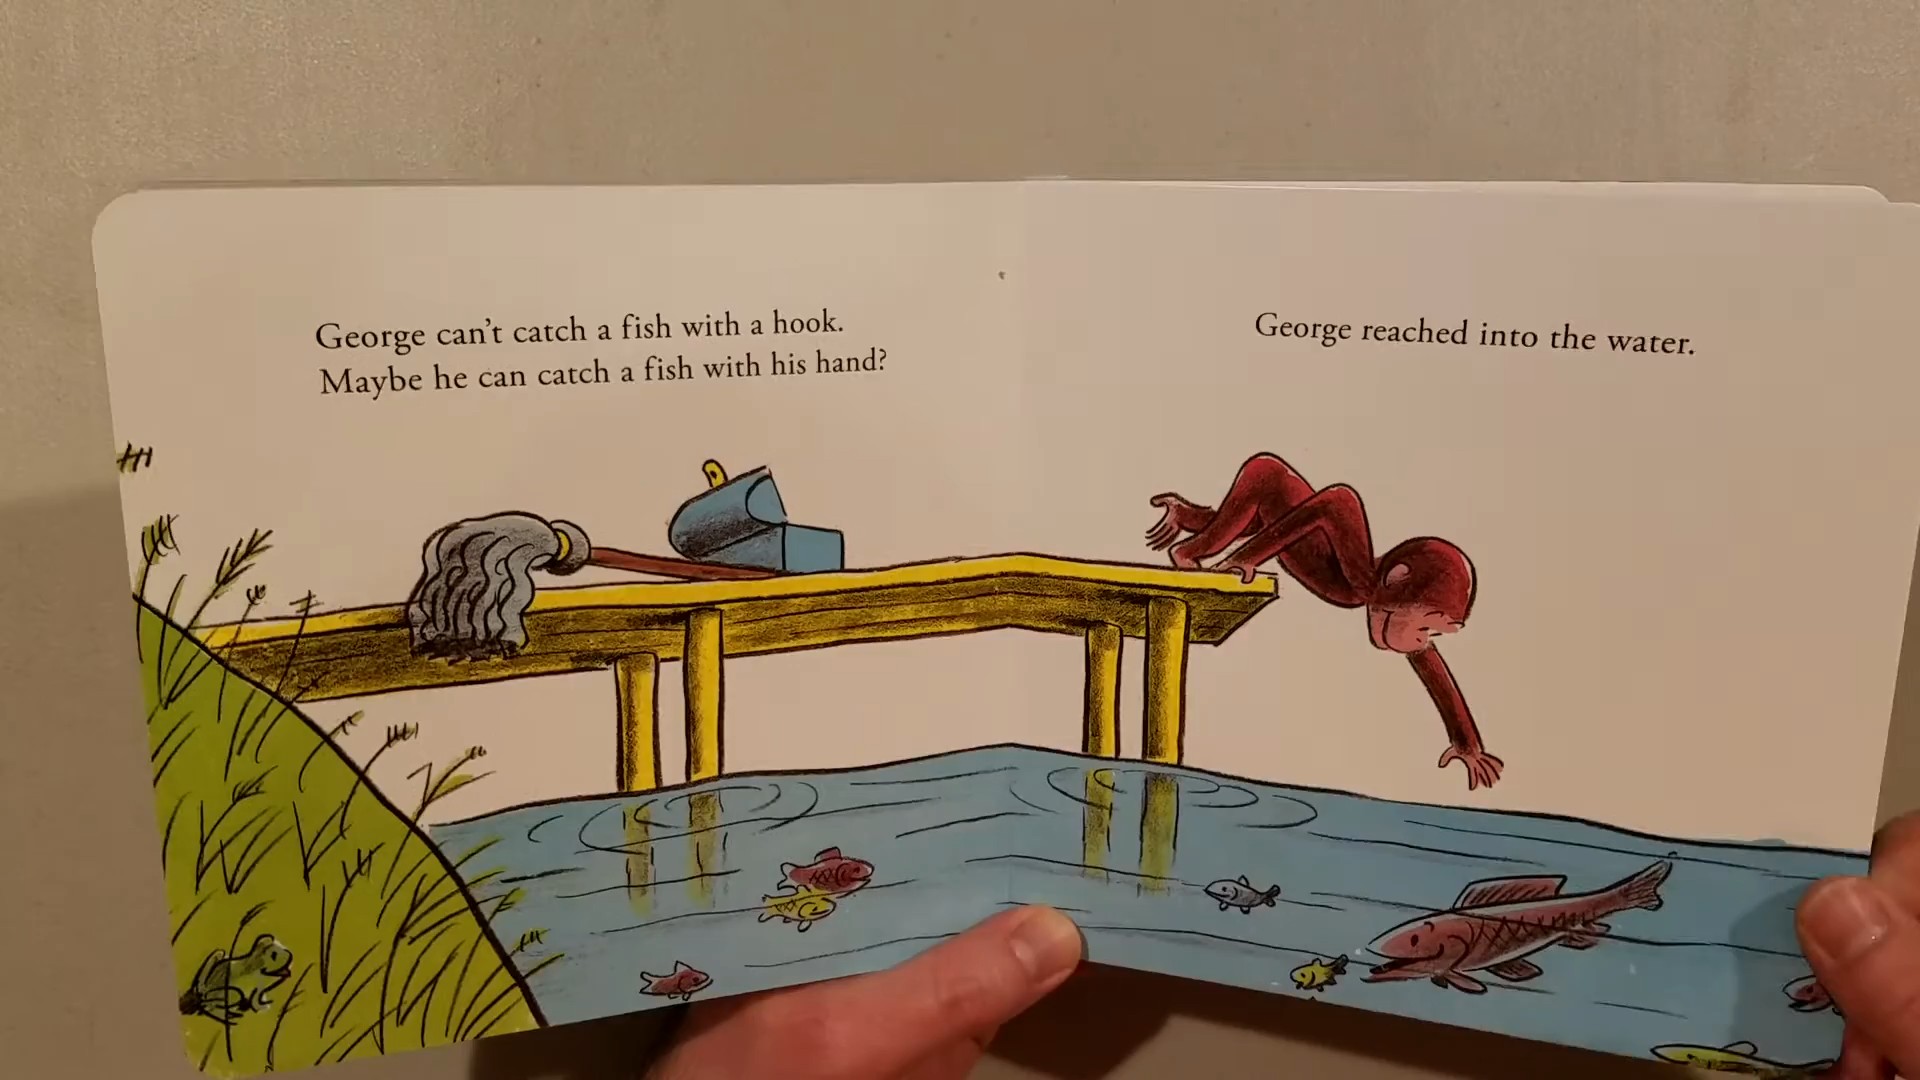 George can't catch a fish with a hook.
Maybe he can catch a fish with his hand?
George reached into the water.